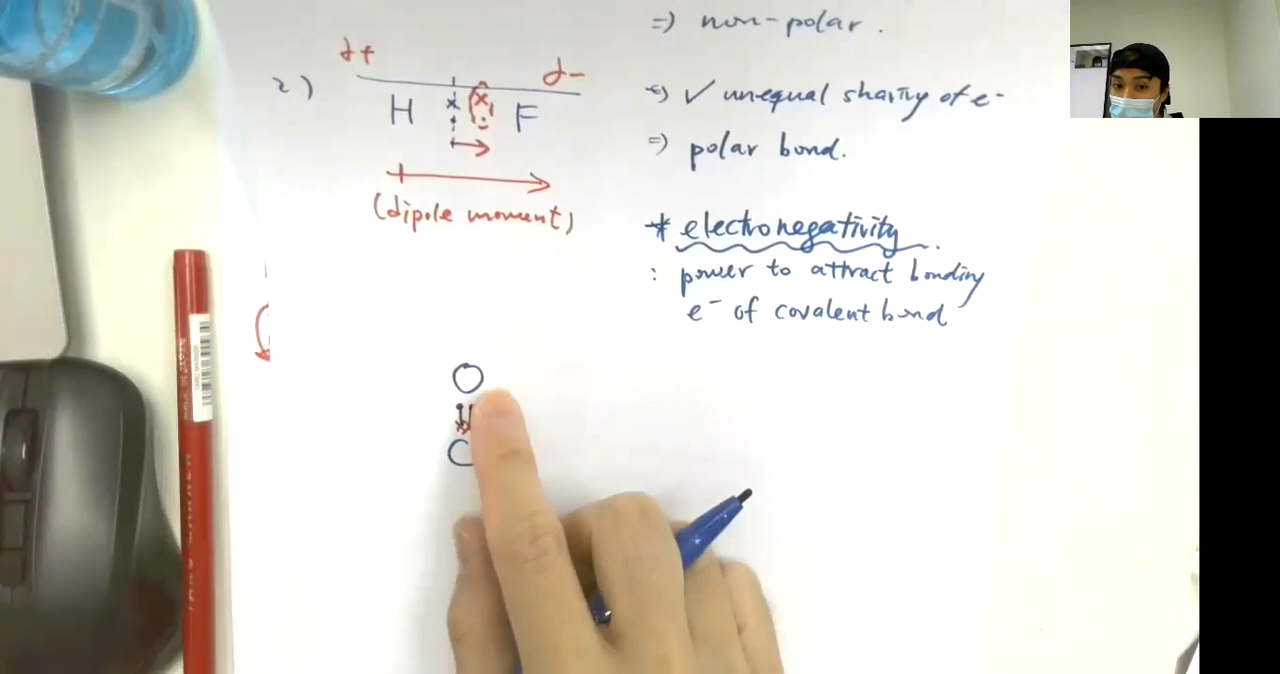 =) non-polar.
2)
δ+
δ-
H
F
=) ✓ unequal sharing of e-
=) polar bond.
(dipole moment)
* electronegativity.
: power to attract bonding
e- of covalent bond
O
C